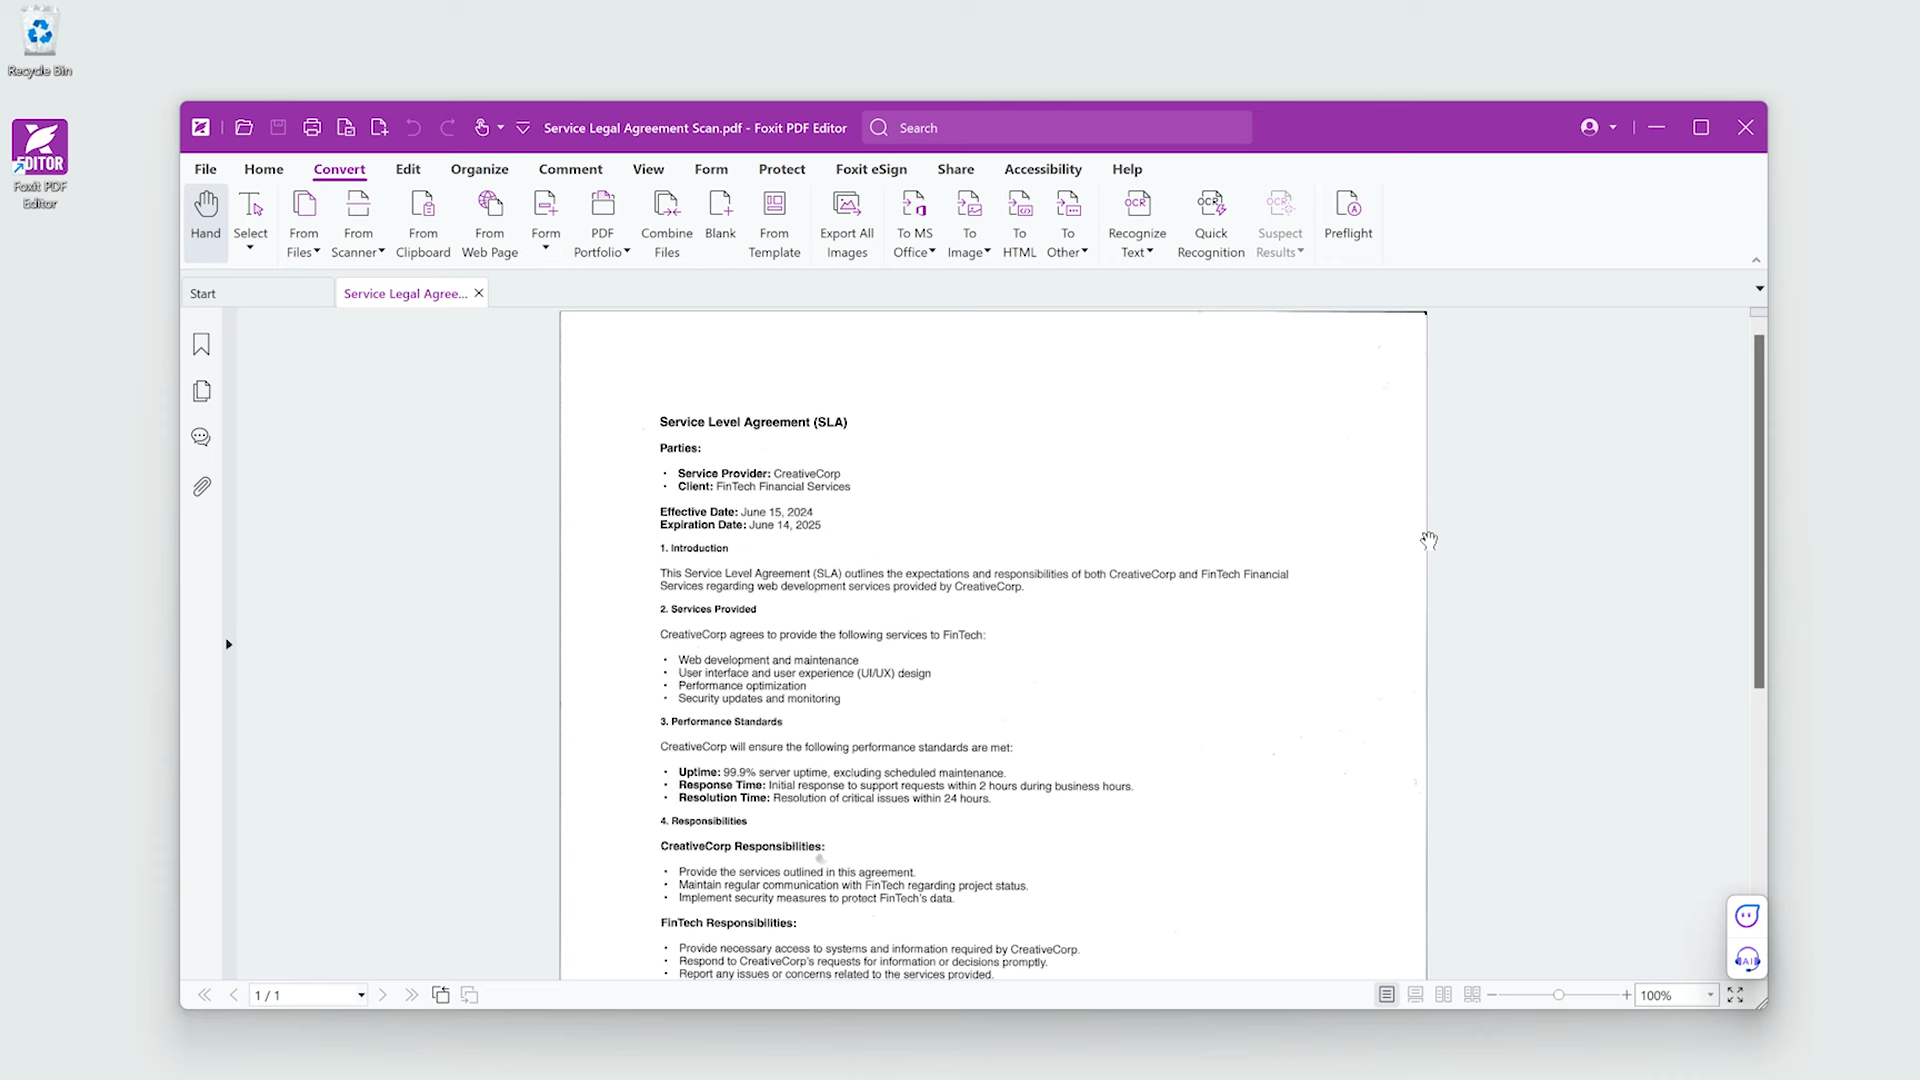 Recycle Bin
EDITOR
Foxit PDF
Editor
Service Legal Agreement Scan.pdf - Foxit PDF Editor
Search
File Home Convert Edit Organize Comment View Form Protect Foxit eSign Share Accessibility Help
Hand
Select
From
Files
From
Scanner
From
Clipboard
From
Web Page
Form
PDF
Portfolio
Combine
Files
Blank
From
Template
Export All
Images
To MS
Office
To
Image
To
HTML
To
Other
OCR
Recognize
Text
OCR
Quick
Recognition
OCR
Suspect
Results
A
Preflight
Start
Service Legal Agree...
Service Level Agreement (SLA)
Parties:
• Service Provider: CreativeCorp
• Client: FinTech Financial Services
Effective Date: June 15, 2024
Expiration Date: June 14, 2025
1. Introduction
This Service Level Agreement (SLA) outlines the expectations and responsibilities of both CreativeCorp and FinTech Financial
Services regarding web development services provided by CreativeCorp.
2. Services Provided
CreativeCorp agrees to provide the following services to FinTech:
• Web development and maintenance
• User interface and user experience (UI/UX) design
• Performance optimization
• Security updates and monitoring
3. Performance Standards
CreativeCorp will ensure the following performance standards are met:
• Uptime: 99.9% server uptime, excluding scheduled maintenance.
• Response Time: Initial response to support requests within 2 hours during business hours.
• Resolution Time: Resolution of critical issues within 24 hours.
4. Responsibilities
CreativeCorp Responsibilities:
• Provide the services outlined in this agreement.
• Maintain regular communication with FinTech regarding project status.
• Implement security measures to protect FinTech's data.
FinTech Responsibilities:
• Provide necessary access to systems and information required by CreativeCorp.
• Respond to CreativeCorp's requests for information or decisions promptly.
• Report any issues or concerns related to the services provided.
AI
1 / 1
100%